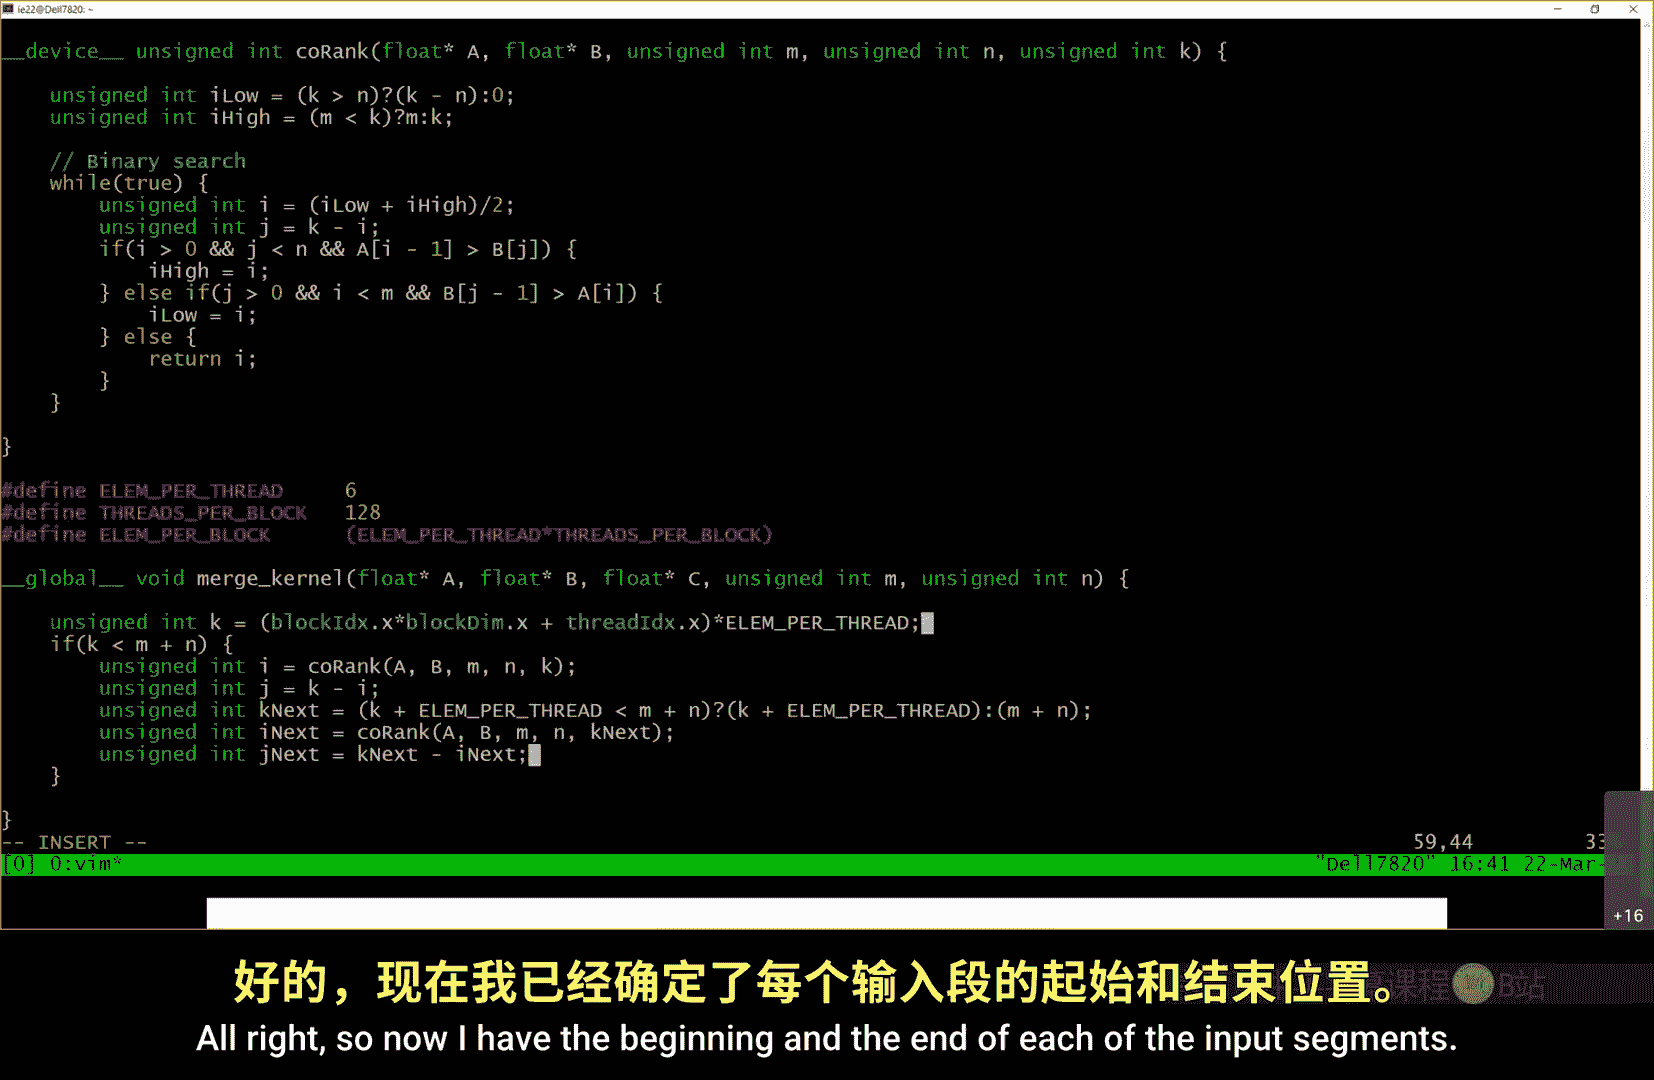 ie22@Dell7820: ~
__device__ unsigned int coRank(float* A, float* B, unsigned int m, unsigned int n, unsigned int k) {
unsigned int iLow = (k > n)?(k - n):0;
unsigned int iHigh = (m < k)?m:k;
// Binary search
while(true) {
unsigned int i = (iLow + iHigh)/2;
unsigned int j = k - i;
if(i > 0 && j < n && A[i - 1] > B[j]) {
iHigh = i;
} else if(j > 0 && i < m && B[j - 1] > A[i]) {
iLow = i;
} else {
return i;
}
}
}
#define ELEM_PER_THREAD 6
#define THREADS_PER_BLOCK 128
#define ELEM_PER_BLOCK (ELEM_PER_THREAD*THREADS_PER_BLOCK)
__global__ void merge_kernel(float* A, float* B, float* C, unsigned int m, unsigned int n) {
unsigned int k = (blockIdx.x*blockDim.x + threadIdx.x)*ELEM_PER_THREAD;
if(k < m + n) {
unsigned int i = coRank(A, B, m, n, k);
unsigned int j = k - i;
unsigned int kNext = (k + ELEM_PER_THREAD < m + n)?(k + ELEM_PER_THREAD):(m + n);
unsigned int iNext = coRank(A, B, m, n, kNext);
unsigned int jNext = kNext - iNext;
}
}
-- INSERT -- 59,44 33
[0] 0:vim* "Dell7820" 16:41 22-Mar-
+16
好的，现在我已经确定了每个输入段的起始和结束位置。
课程 B站
All right, so now I have the beginning and the end of each of the input segments.